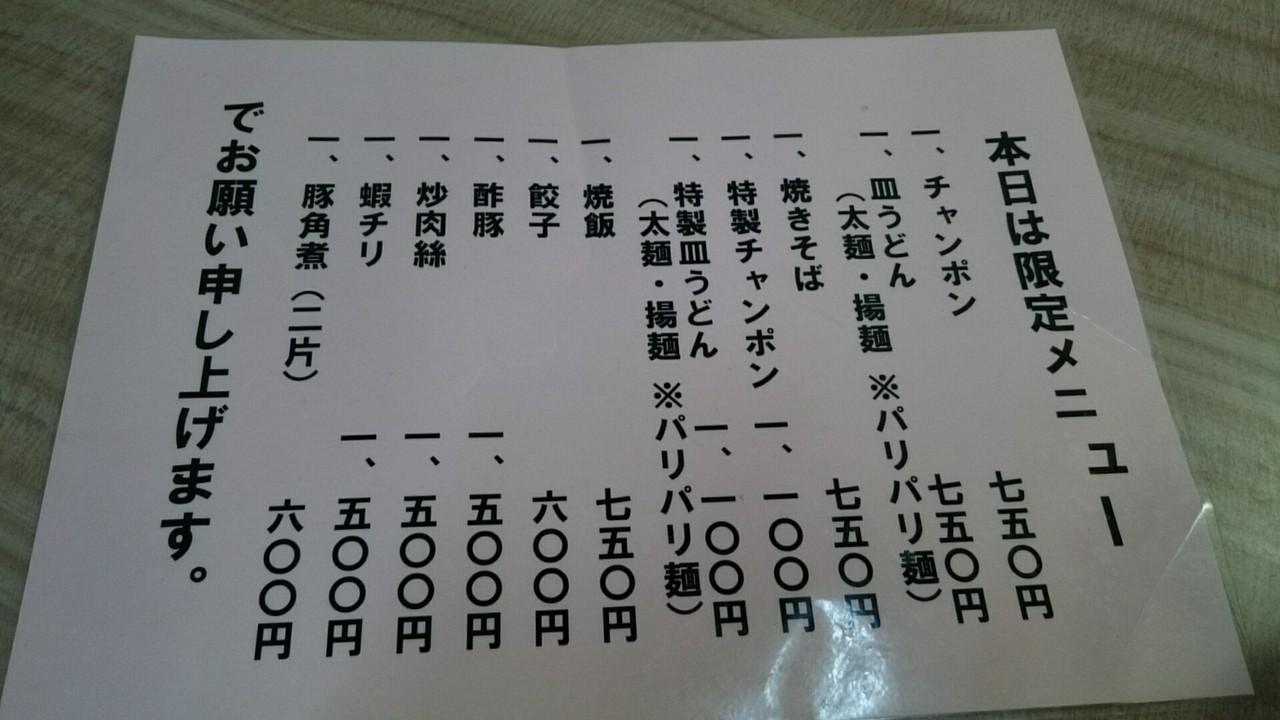 本日は限定メニュー
一、チャンポン 七五〇円
一、皿うどん 七五〇円
（太麺・揚麺 ※パリパリ麺）
一、焼きそば 七五〇円
一、特製チャンポン 一、一〇〇円
一、特製皿うどん 一、一〇〇円
（太麺・揚麺 ※パリパリ麺）
一、焼飯 七五〇円
一、餃子 六〇〇円
一、酢豚 一、五〇〇円
一、炒肉絲 一、五〇〇円
一、蝦チリ 一、五〇〇円
一、豚角煮（二片） 六〇〇円
でお願い申し上げます。